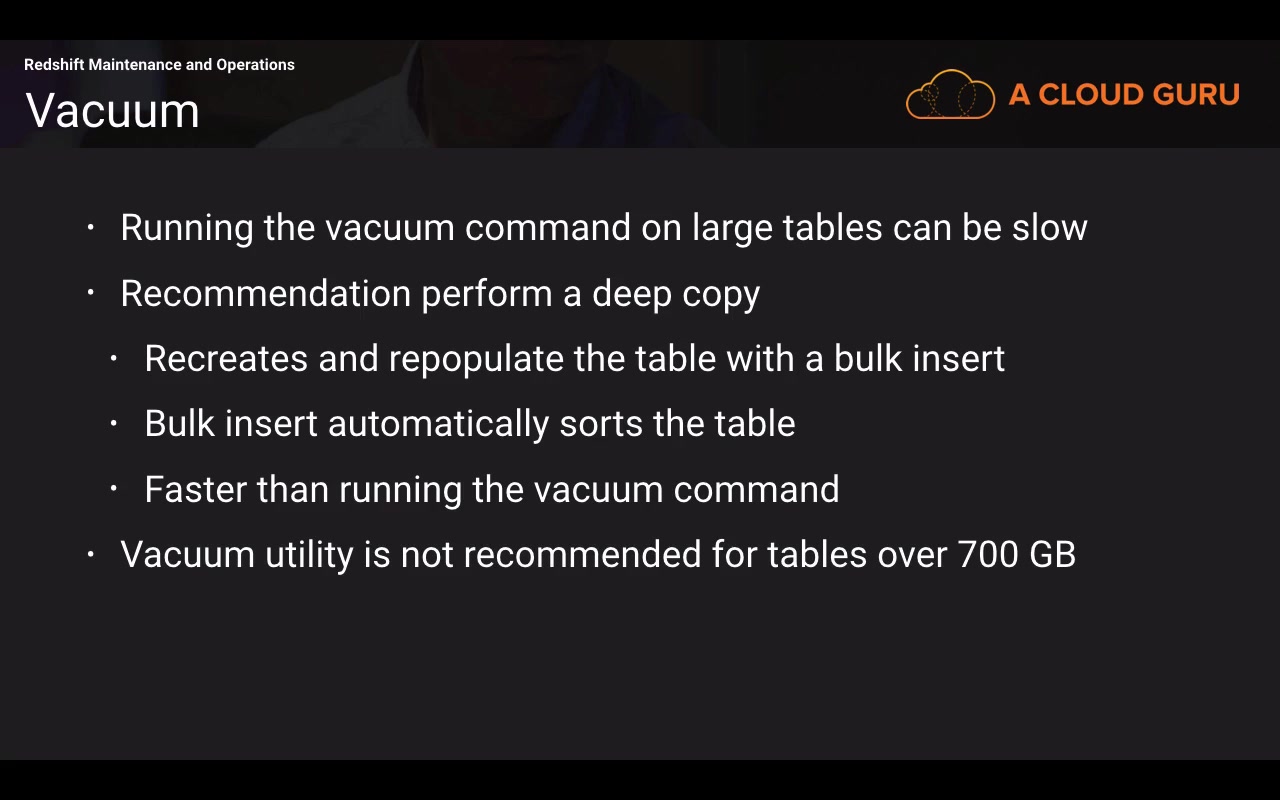 Redshift Maintenance and Operations
Vacuum
A CLOUD GURU
· Running the vacuum command on large tables can be slow
· Recommendation perform a deep copy
· Recreates and repopulate the table with a bulk insert
· Bulk insert automatically sorts the table
· Faster than running the vacuum command
· Vacuum utility is not recommended for tables over 700 GB